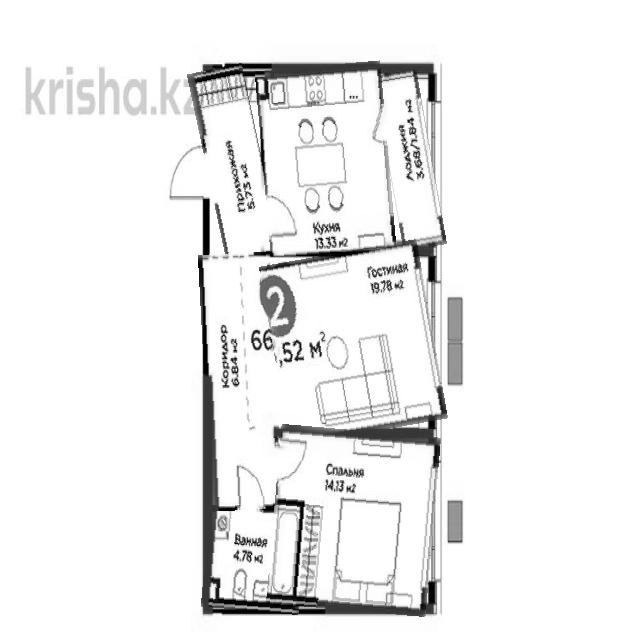 krisha.kz
Прихожая
5.73 м2
Кухня
13.33 м2
Лоджия
3.68/1.84 м2
Гостиная
19.78 м2
2
66,52 м²
Коридор
6.84 м2
Спальня
14.13 м2
Ванная
4.78 м2